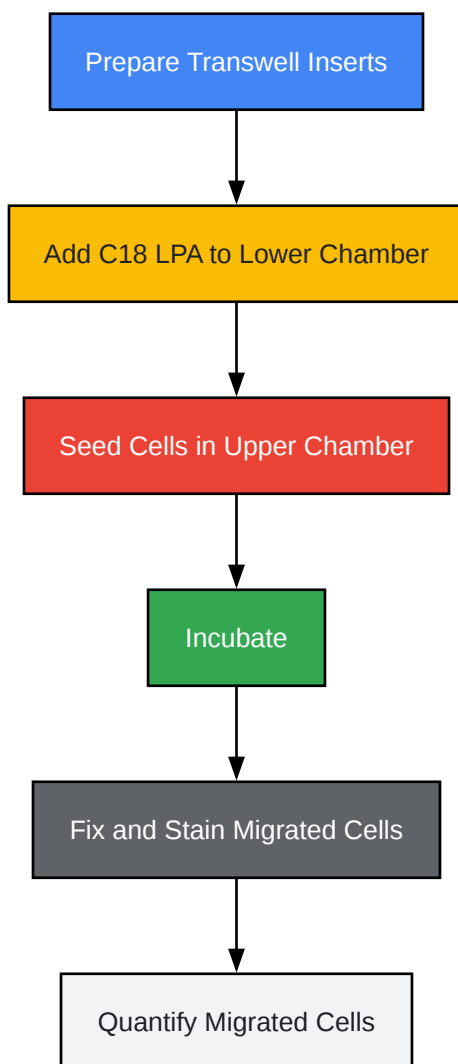 Prepare Transwell Inserts
Add C18 LPA to Lower Chamber
Seed Cells in Upper Chamber
Incubate
Fix and Stain Migrated Cells
Quantify Migrated Cells